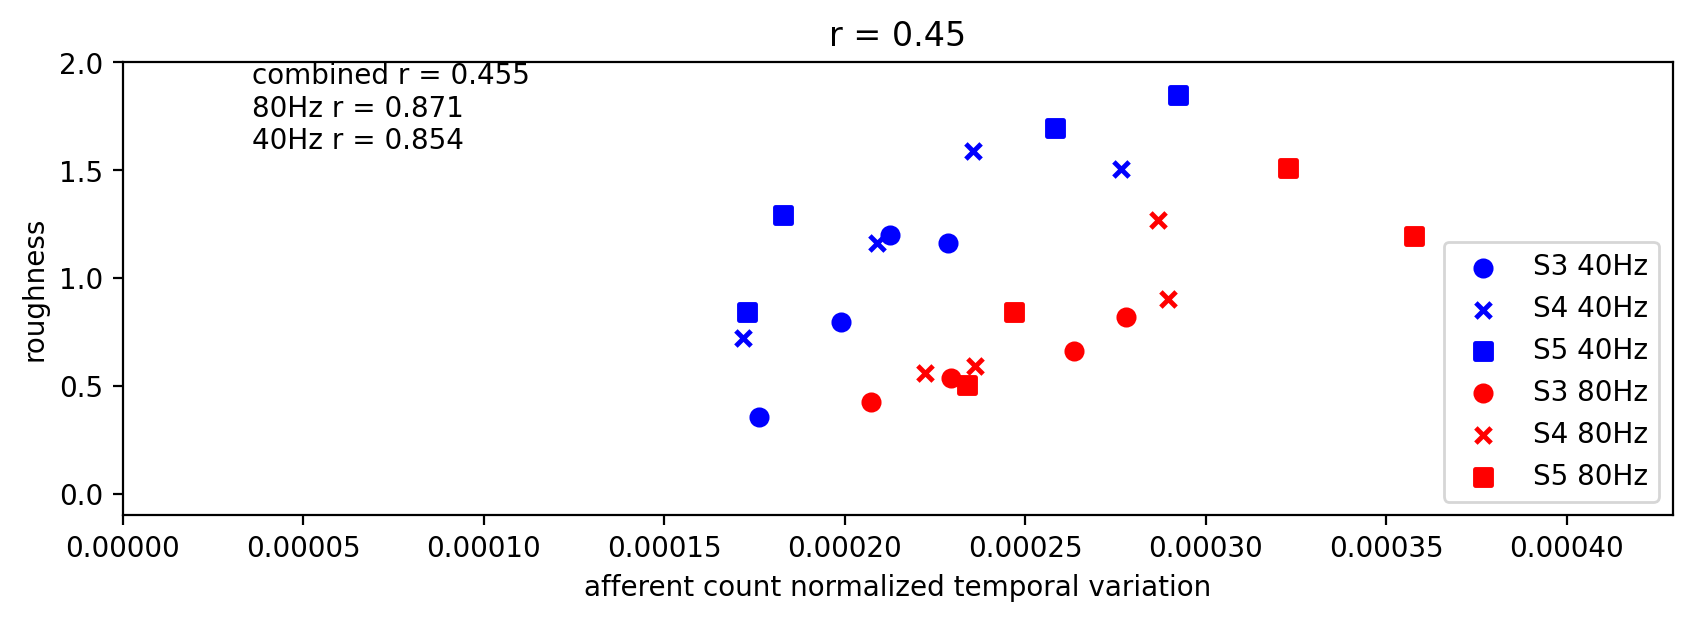 r = 0.45
combined r = 0.455
80Hz r = 0.871
40Hz r = 0.854
2.0
1.5
1.0
0.5
0.0
roughness
S3 40Hz
S4 40Hz
S5 40Hz
S3 80Hz
S4 80Hz
S5 80Hz
0.00000 0.00005 0.00010 0.00015 0.00020 0.00025 0.00030 0.00035 0.00040
afferent count normalized temporal variation